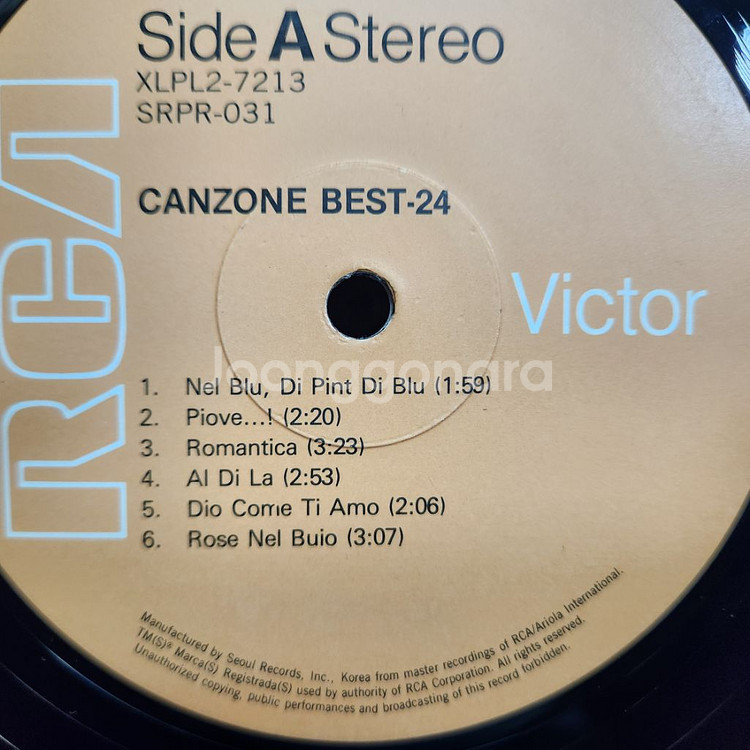 Side A Stereo
XLPL2-7213
SRPR-031
CANZONE BEST-24
RCA
Victor
joonggonara
1. Nel Blu, Di Pint Di Blu (1:59)
2. Piove...! (2:20)
3. Romantica (3:23)
4. Al Di La (2:53)
5. Dio Come Ti Amo (2:06)
6. Rose Nel Buio (3:07)
Manufactured by Seoul Records, Inc., Korea from master recordings of RCA/Ariola International.
TM(S)® Marca(S) Registrada(S) used by authority of RCA Corporation. All rights reserved.
Unauthorized copying, public performances and broadcasting of this record forbidden.